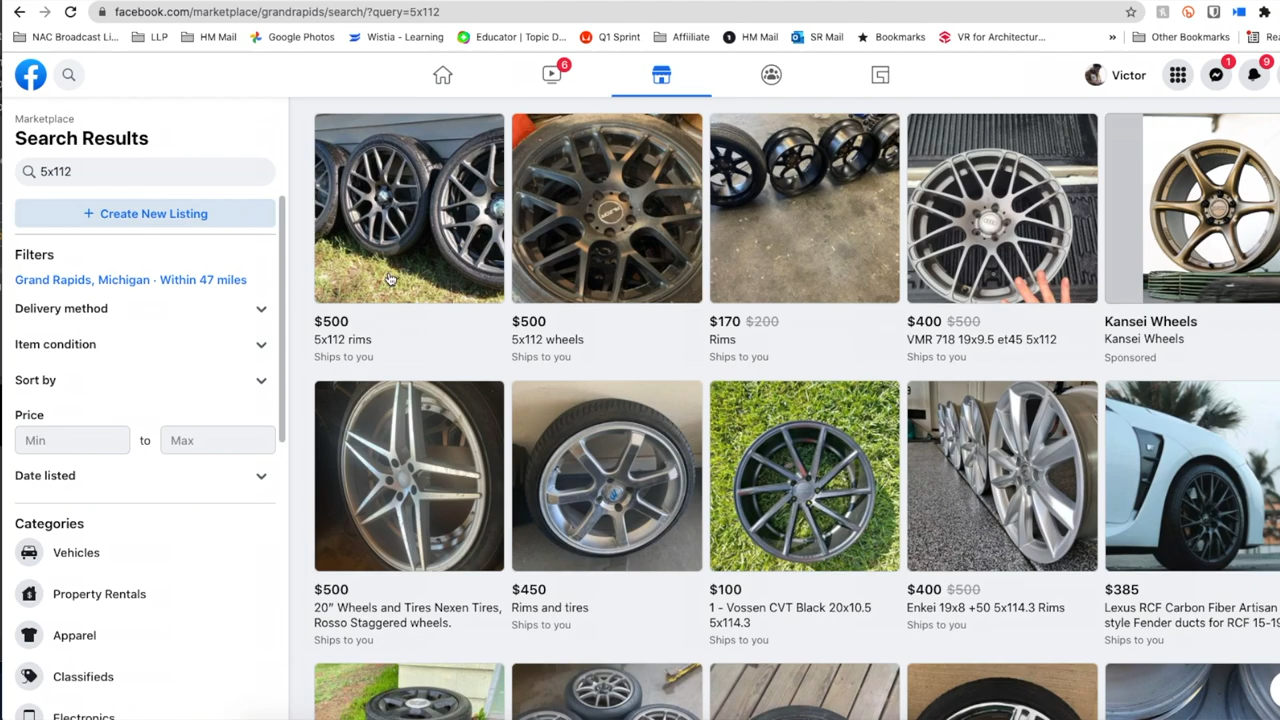 facebook.com/marketplace/grandrapids/search/?query=5x112
NAC Broadcast Li...
LLP
HM Mail
Google Photos
Wistia - Learning
Educator | Topic D...
Q1 Sprint
Affiliate
HM Mail
SR Mail
Bookmarks
VR for Architectur...
»
Other Bookmarks
Rea
6
Victor
1
9
Marketplace
Search Results
5x112
+ Create New Listing
Filters
Grand Rapids, Michigan · Within 47 miles
Delivery method
Item condition
Sort by
Price
Min
to
Max
Date listed
Categories
Vehicles
Property Rentals
Apparel
Classifieds
Electronics
$500
5x112 rims
Ships to you
$500
5x112 wheels
Ships to you
$170 $200
Rims
Ships to you
$400 $500
VMR 718 19x9.5 et45 5x112
Ships to you
Kansei Wheels
Kansei Wheels
Sponsored
$500
20” Wheels and Tires Nexen Tires,
Rosso Staggered wheels.
Ships to you
$450
Rims and tires
Ships to you
$100
1 - Vossen CVT Black 20x10.5
5x114.3
Ships to you
$400 $500
Enkei 19x8 +50 5x114.3 Rims
Ships to you
$385
Lexus RCF Carbon Fiber Artisan
style Fender ducts for RCF 15-19
Ships to you